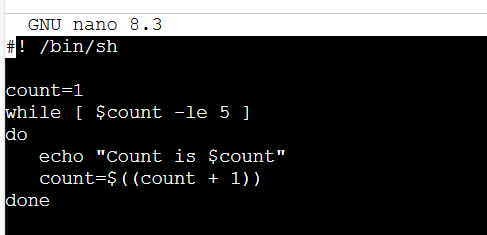 GNU nano 8.3
#! /bin/sh
count=1
while [ $count -le 5 ]
do
   echo "Count is $count"
   count=$((count + 1))
done